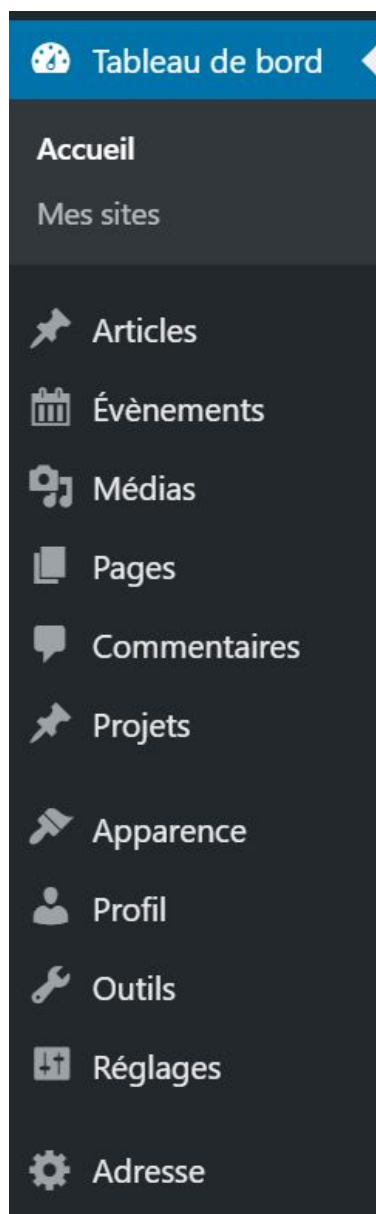 Tableau de bord
Accueil
Mes sites
Articles
Évènements
Médias
Pages
Commentaires
Projets
Apparence
Profil
Outils
Réglages
Adresse